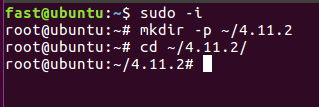 fast@ubuntu:~$ sudo -i
root@ubuntu:~# mkdir -p ~/4.11.2
root@ubuntu:~# cd ~/4.11.2/
root@ubuntu:~/4.11.2#